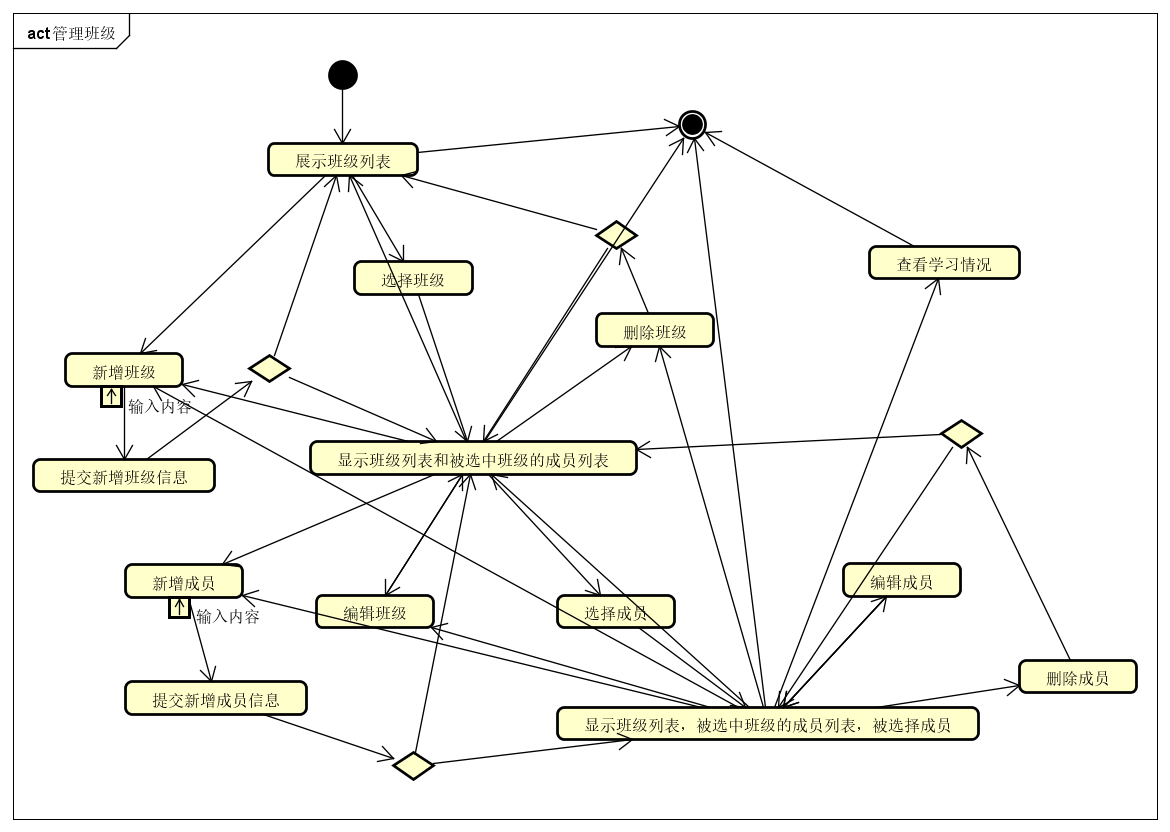 act 管理班级
展示班级列表
查看学习情况
选择班级
删除班级
新增班级
输入内容
显示班级列表和被选中班级的成员列表
提交新增班级信息
新增成员
输入内容
编辑班级
选择成员
编辑成员
删除成员
提交新增成员信息
显示班级列表，被选中班级的成员列表，被选择成员